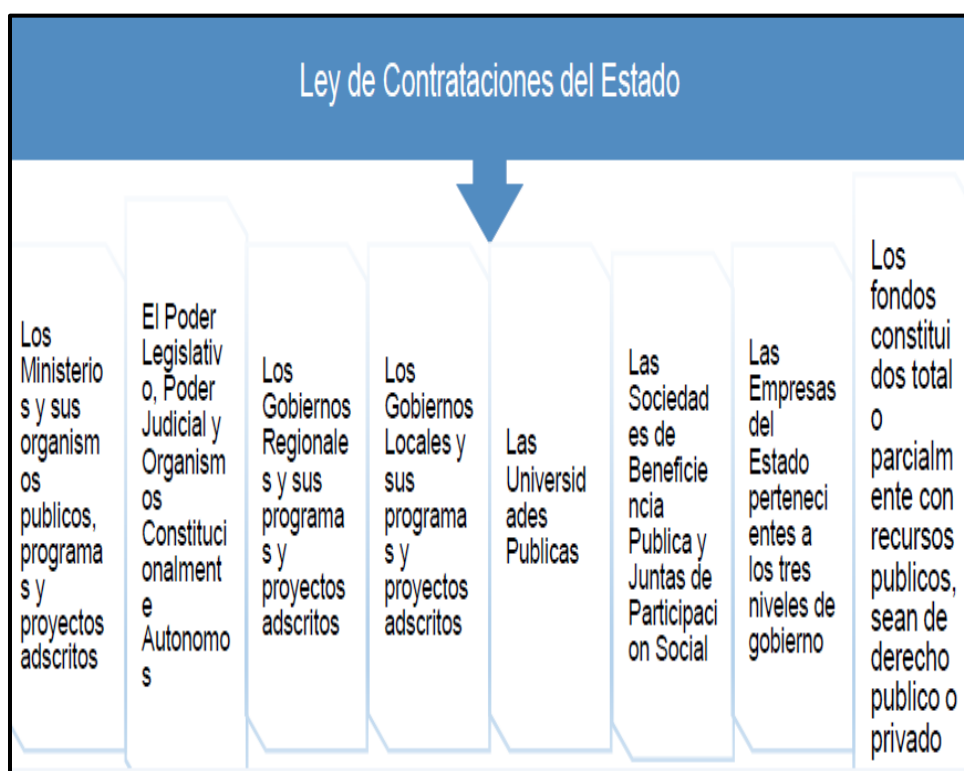 Ley de Contrataciones del Estado
Los
Ministerio
s y sus
organism
os
publicos,
programa
s y
proyectos
adscritos
El Poder
Legislativ
o, Poder
Judicial y
Organism
os
Constituci
onalment
e
Autonomo
s
Los
Gobiernos
Regionale
s y sus
programa
s y
proyectos
adscritos
Los
Gobiernos
Locales y
sus
programa
s y
proyectos
adscritos
Las
Universid
ades
Publicas
Las
Sociedad
es de
Beneficie
ncia
Publica y
Juntas de
Participaci
on Social
Las
Empresas
del
Estado
perteneci
entes a
los tres
niveles de
gobierno
Los
fondos
constitui
dos total
o
parcialm
ente con
recursos
publicos,
sean de
derecho
publico o
privado